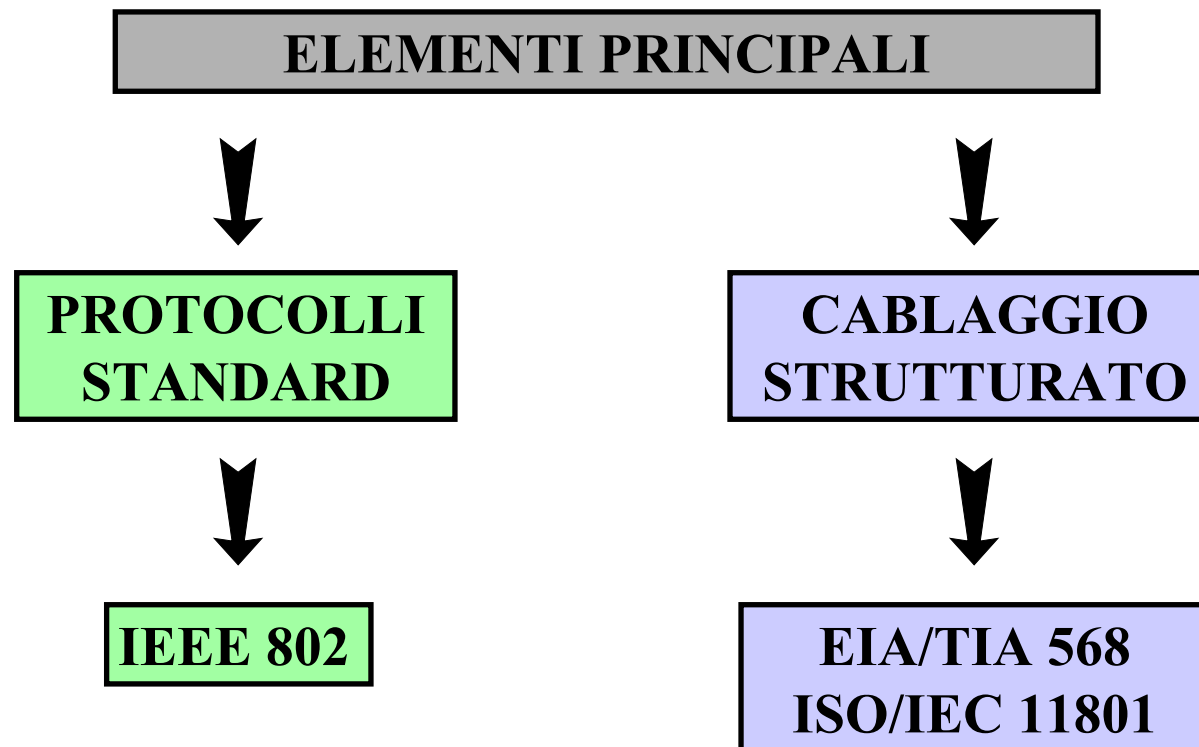 ELEMENTI PRINCIPALI
PROTOCOLLI
STANDARD
CABLAGGIO
STRUTTURATO
IEEE 802
EIA/TIA 568
ISO/IEC 11801